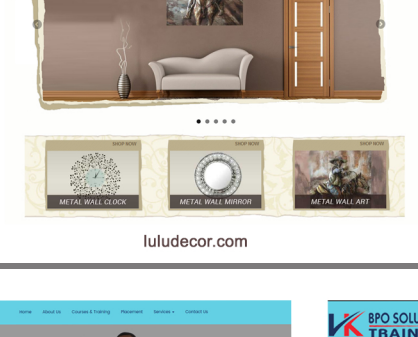 SHOP NOW SHOP NOW SHOP NOW
METAL WALL CLOCK METAL WALL MIRROR METAL WALL ART
luludecor.com
Home About Us Courses & Training Placement Services Contact Us
VK BPO SOLU
TRAIN